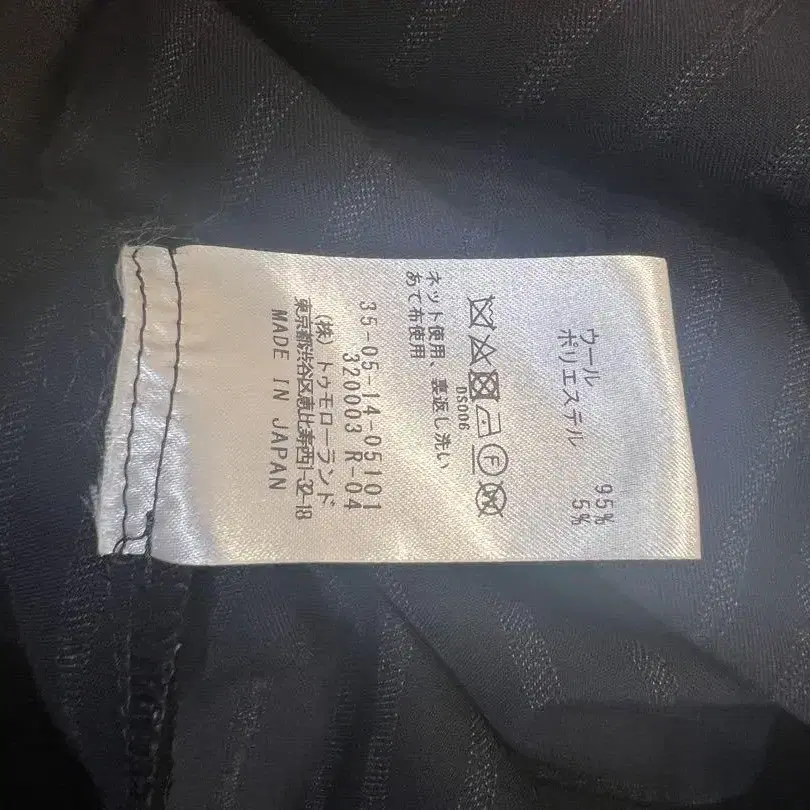 ウール 95%
ポリエステル 5%
BS006
ネット使用、裏返し洗い
あて布使用
35-05-14-05101
320003 R-04
(株) トゥモローランド
東京都渋谷区恵比寿西1-32-18
MADE IN JAPAN